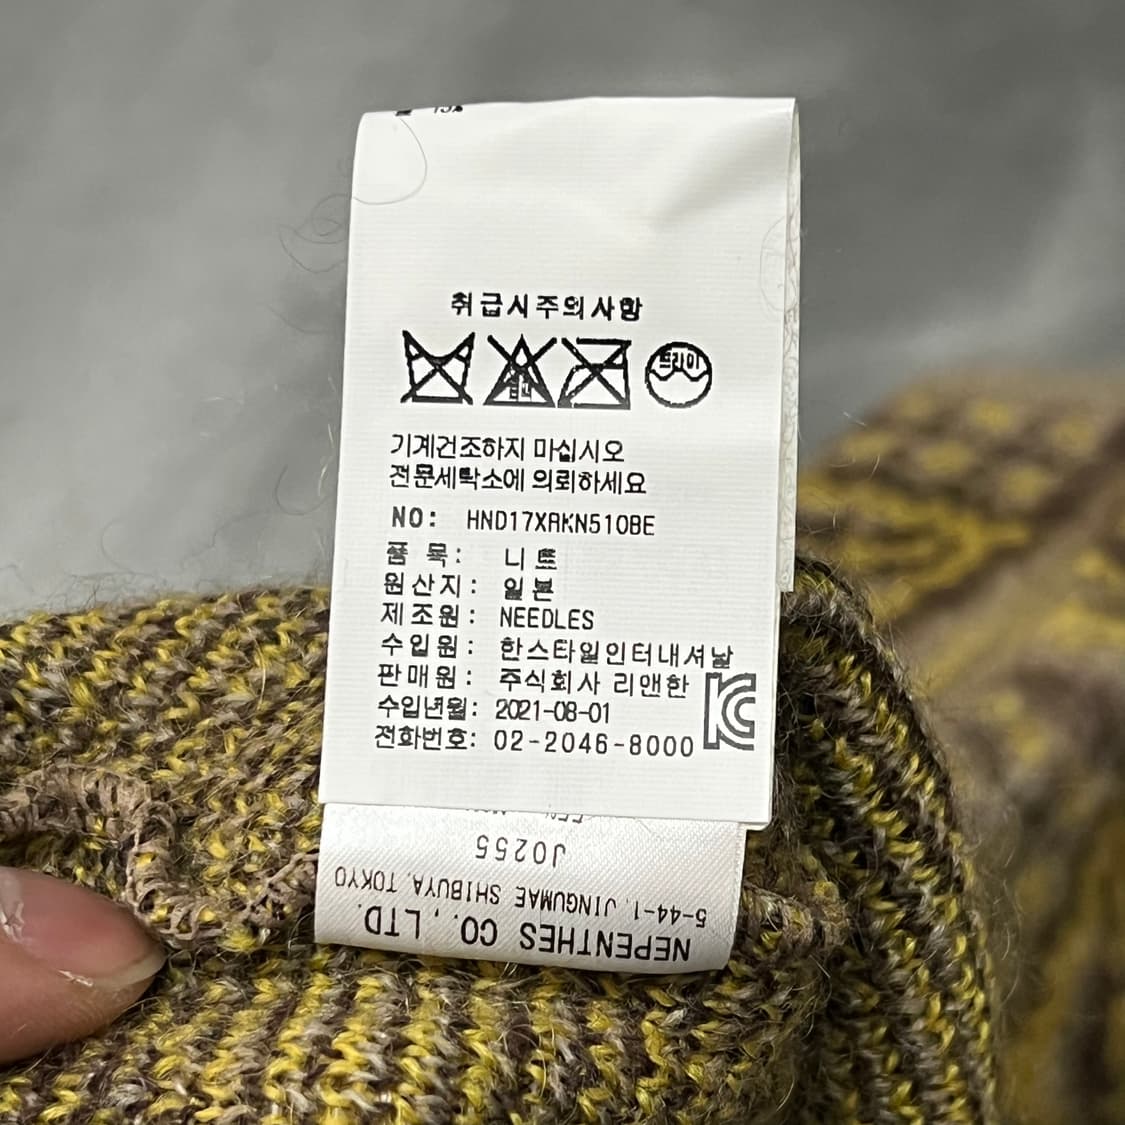 취급시주의사항
드라이
기계건조하지 마십시오
전문세탁소에 의뢰하세요
NO: HND17XAKN510BE
품 목: 니트
원산지: 일본
제조원: NEEDLES
수입원: 한스타일인터내셔날
판매원: 주식회사 리앤한
수입년월: 2021-08-01
전화번호: 02-2046-8000
NEPENTHES CO., LTD.
5-44-1, JINGUMAE SHIBUYA, TOKYO
J0255